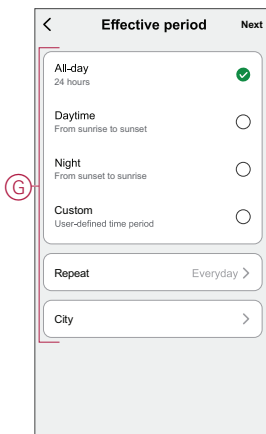 Effective period
Next
All-day
24 hours
Daytime
From sunrise to sunset
Night
From sunset to sunrise
Custom
User-defined time period
G
Repeat
Everyday
City